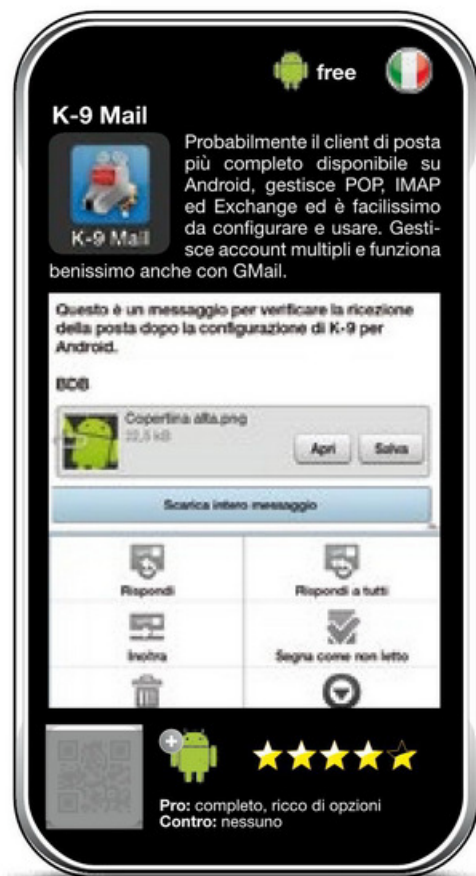 free
K-9 Mail
K-9 Mail
Probabilmente il client di posta
più completo disponibile su
Android, gestisce POP, IMAP
ed Exchange ed è facilissimo
da configurare e usare. Gesti-
sce account multipli e funziona
benissimo anche con GMail.
Questo è un messaggio per verificare la ricezione
della posta dopo la configurazione di K-9 per
Android.
BDB
Copertina alta.png
22,5 kB
Apri
Salva
Scarica intero messaggio
Rispondi
Rispondi a tutti
Inoltra
Segna come non letto
Pro: completo, ricco di opzioni
Contro: nessuno